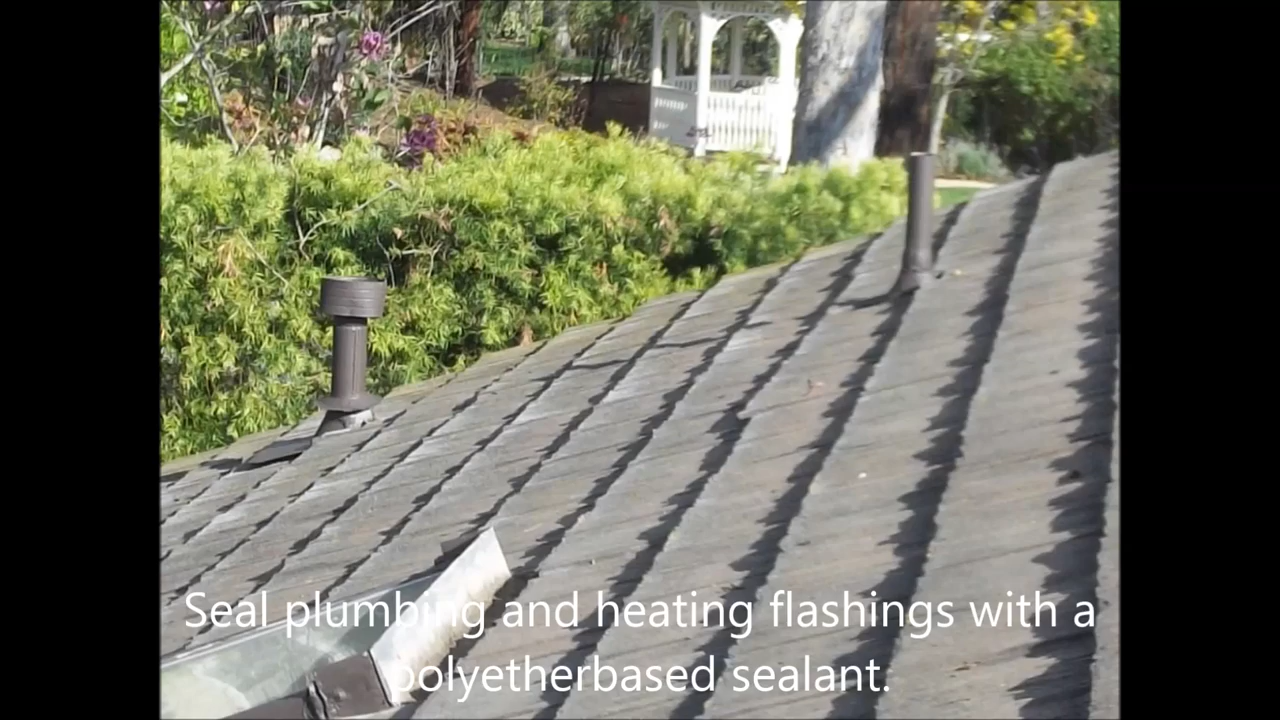 Seal plumbing and heating flashings with a
polyetherbased sealant.